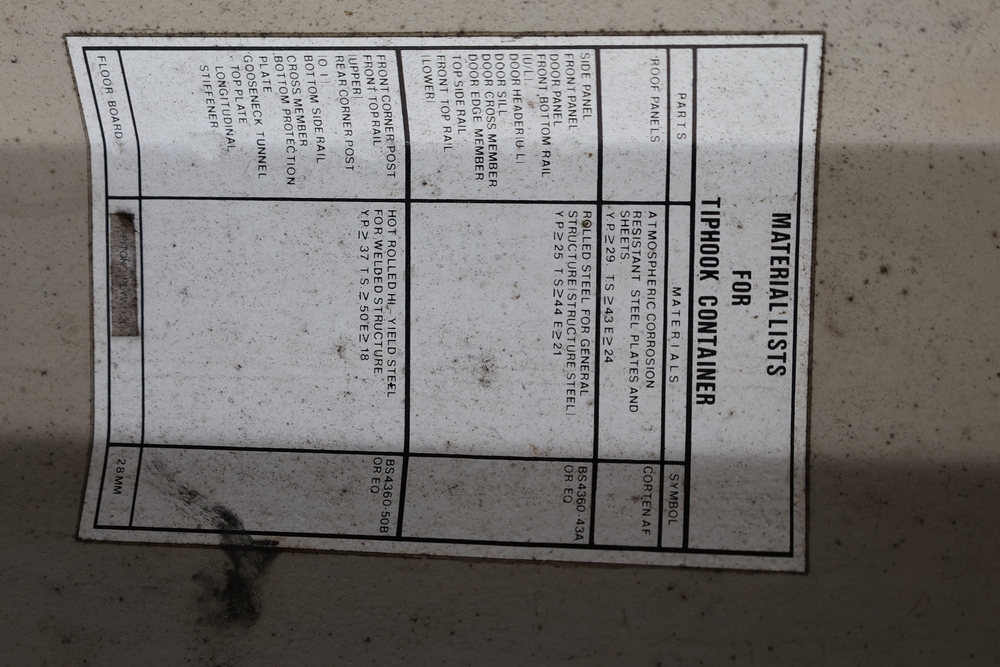 MATERIAL LISTS
FOR
TIPHOOK CONTAINER
PARTS
MATERIALS
SYMBOL
ROOF PANELS
ATMOSPHERIC CORROSION
RESISTANT STEEL PLATES AND
SHEETS
Y.P.≥29. T.S ≥43 E≥24
CORTEN AF
SIDE PANEL
FRONT PANEL
DOOR PANEL
FRONT BOTTOM RAIL
(U/L)
DOOR HEADER(U L)
DOOR SILL
DOOR CROSS MEMBER
DOOR EDGE MEMBER
TOP SIDE RAIL
FRONT TOP RAIL
(LOWER)
ROLLED STEEL FOR GENERAL
STRUCTURE(STRUCTURE STEEL)
Y P≥25 T S≥44 E≥21
BS4360-43A
OR EQ
FRONT CORNER POST
FRONT TOP RAIL
(UPPER)
REAR CORNER POST
(O I)
BOTTOM SIDE RAIL
CROSS MEMBER
BOTTOM PROTECTION
PLATE
GOOSENECK TUNNEL
- TOP PLATE
LONGITUDINAL
STIFFENER
HOT ROLLED HI, YIELD STEEL
FOR WELDED STRUCTURE
Y.P.≥ 37 T S ≥50 E≥ 18
BS4360-50B
OR EQ
FLOOR BOARD
28MM